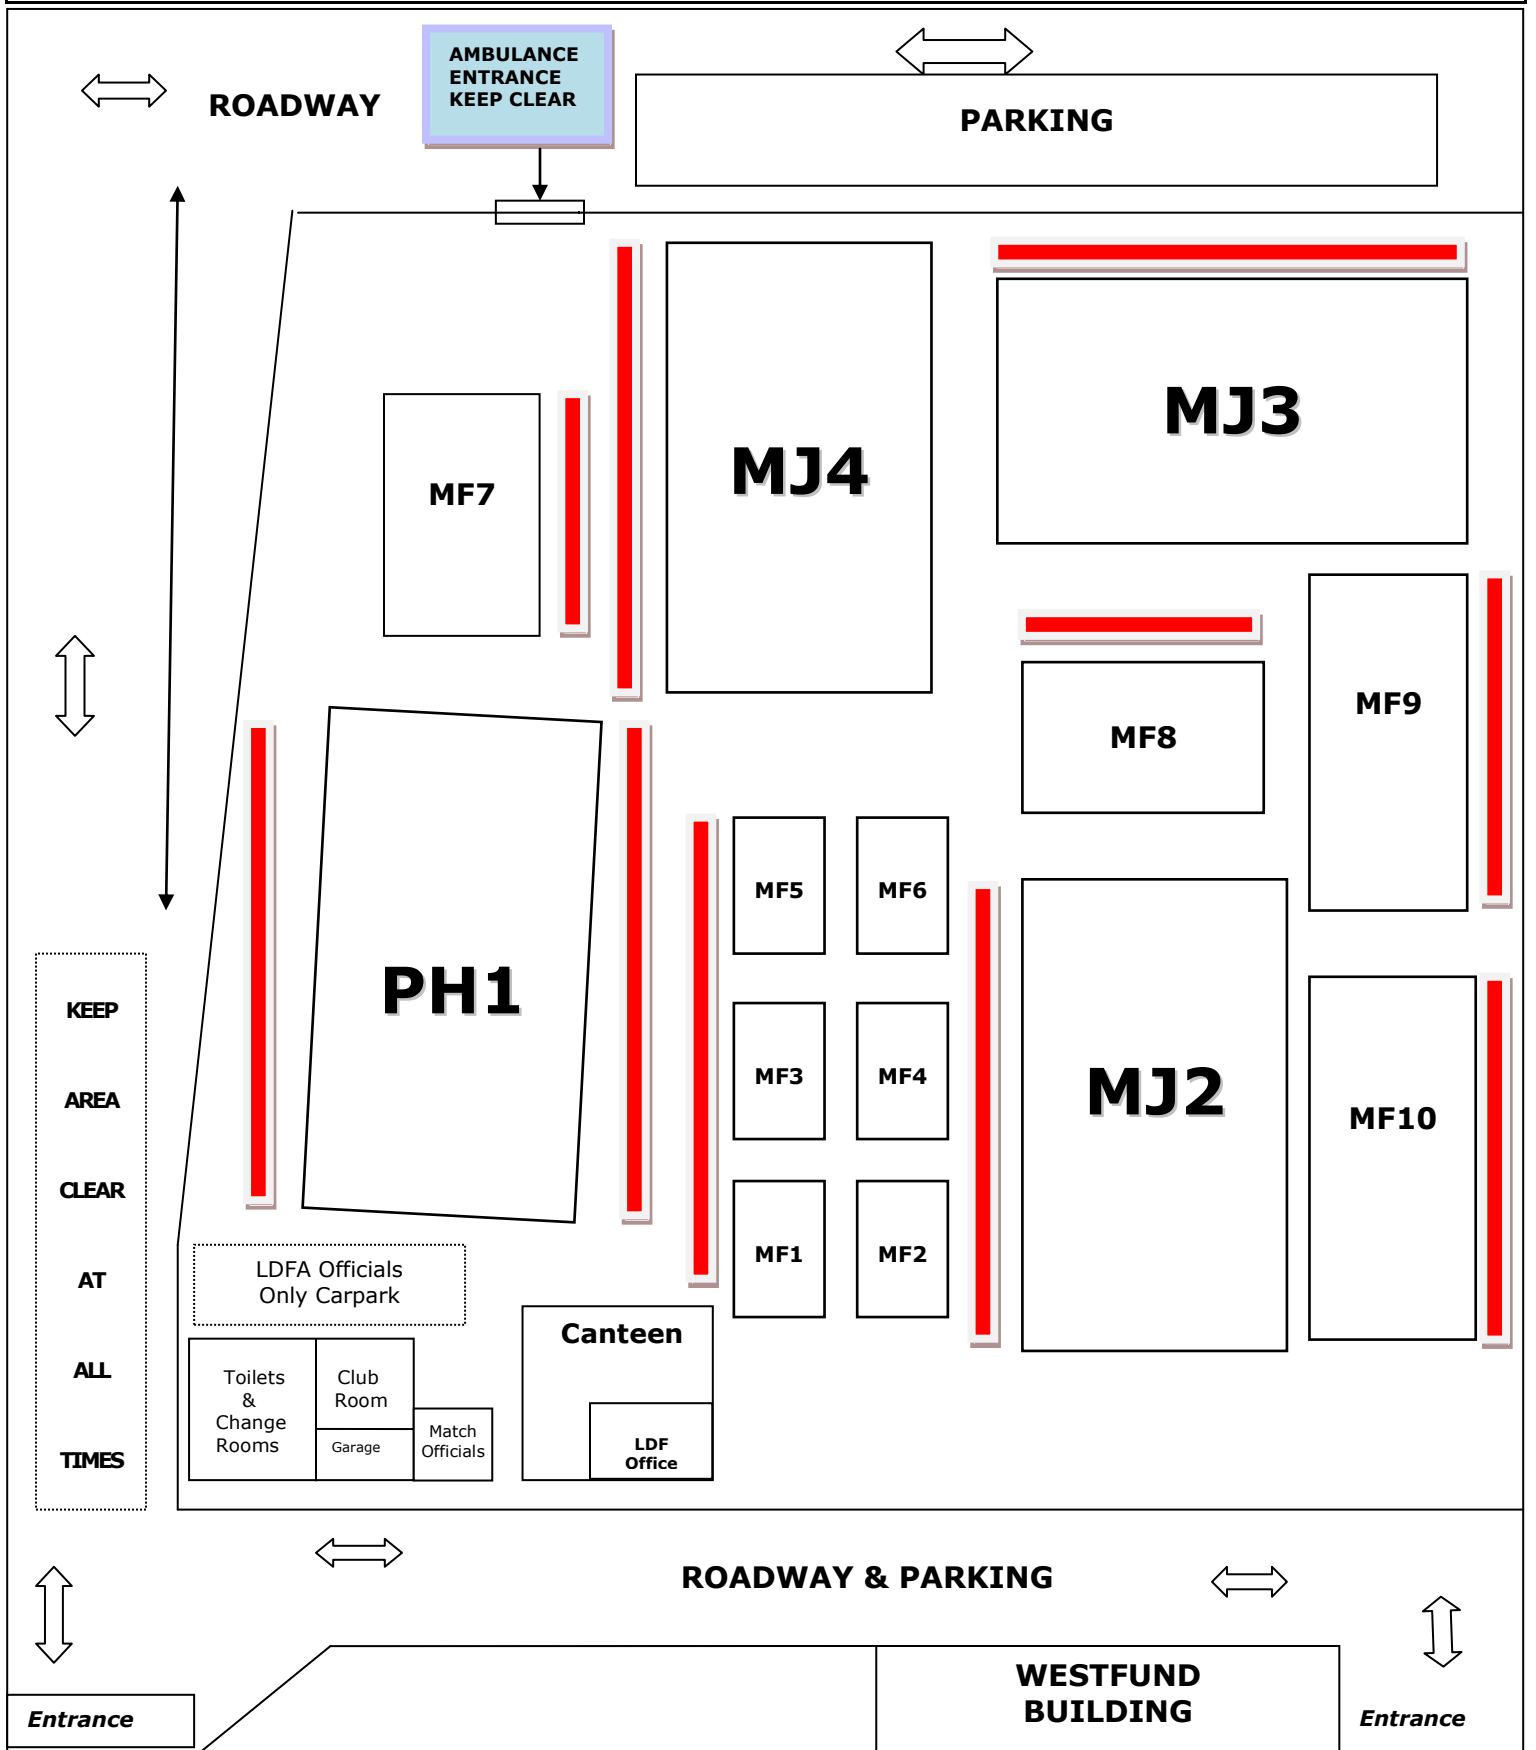 AMBULANCE
ENTRANCE
KEEP CLEAR
ROADWAY
PARKING
MJ3
MJ4
MF7
MF9
MF8
MF5
MF6
PH1
KEEP
AREA
CLEAR
AT
ALL
TIMES
MF3
MF4
MJ2
MF10
MF1
MF2
LDFA Officials
Only Carpark
Canteen
Toilets
&
Change
Rooms
Club
Room
Garage
Match
Officials
LDF
Office
ROADWAY & PARKING
WESTFUND
BUILDING
Entrance
Entrance